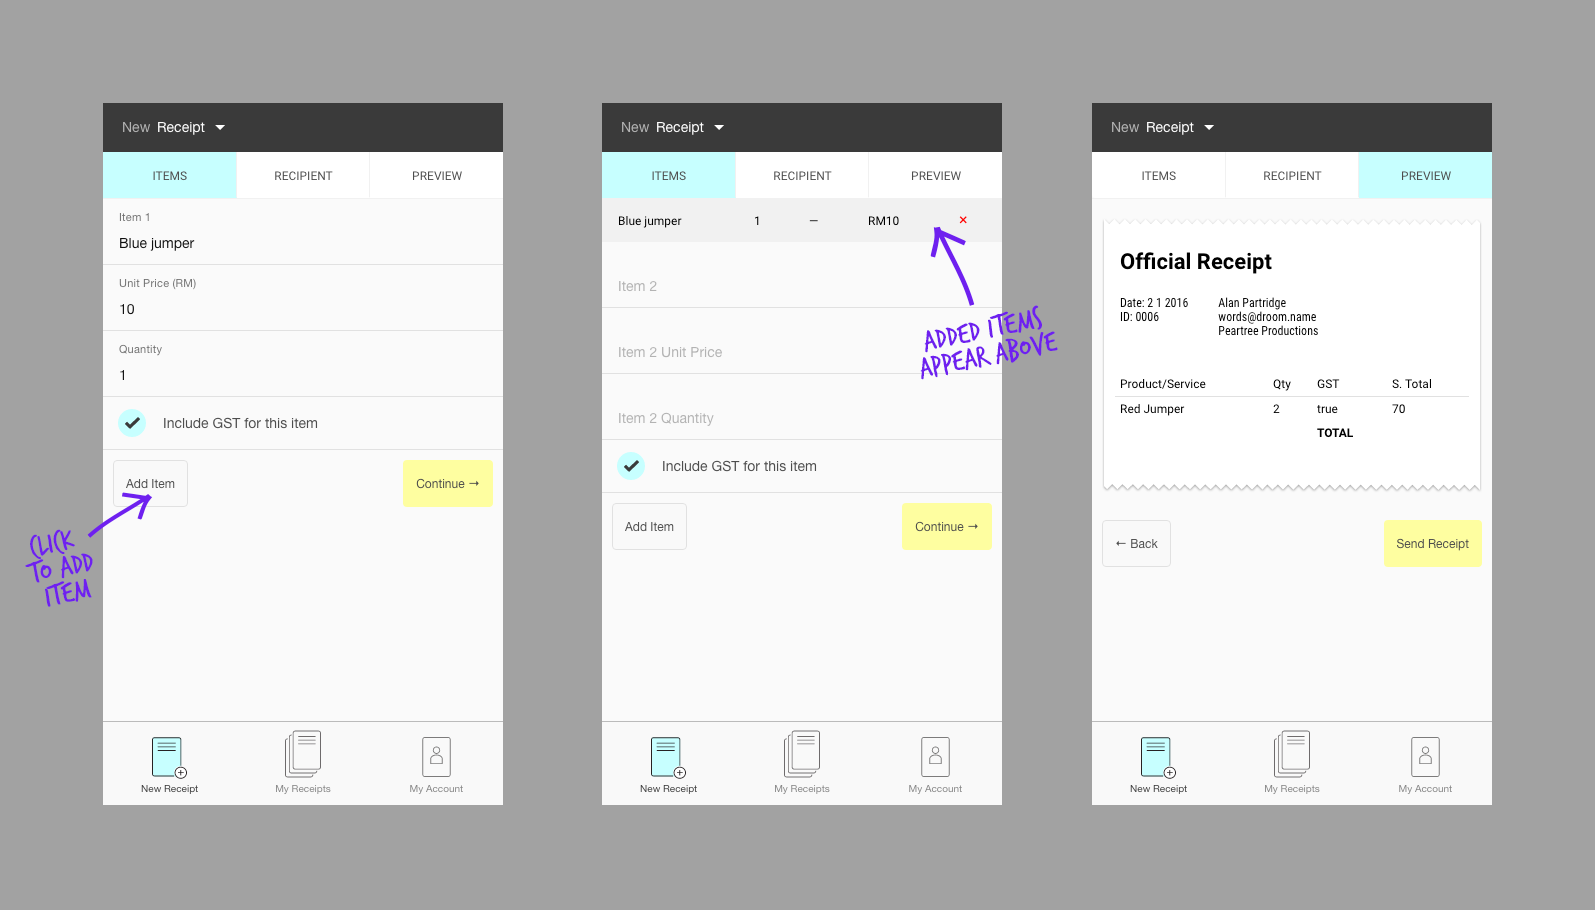 New Receipt
ITEMS RECIPIENT PREVIEW
Item 1
Blue jumper
Unit Price (RM)
10
Quantity
1
Include GST for this item
Add Item Continue →
CLICK
TO ADD
ITEM
New Receipt My Receipts My Account
New Receipt
ITEMS RECIPIENT PREVIEW
Blue jumper 1 — RM10 ×
Item 2
Item 2 Unit Price
Item 2 Quantity
Include GST for this item
Add Item Continue →
ADDED ITEMS
APPEAR ABOVE
New Receipt My Receipts My Account
New Receipt
ITEMS RECIPIENT PREVIEW
Official Receipt
Date: 2 1 2016 Alan Partridge
ID: 0006 words@droom.name
Peartree Productions
Product/Service Qty GST S. Total
Red Jumper 2 true 70
TOTAL
← Back Send Receipt
New Receipt My Receipts My Account